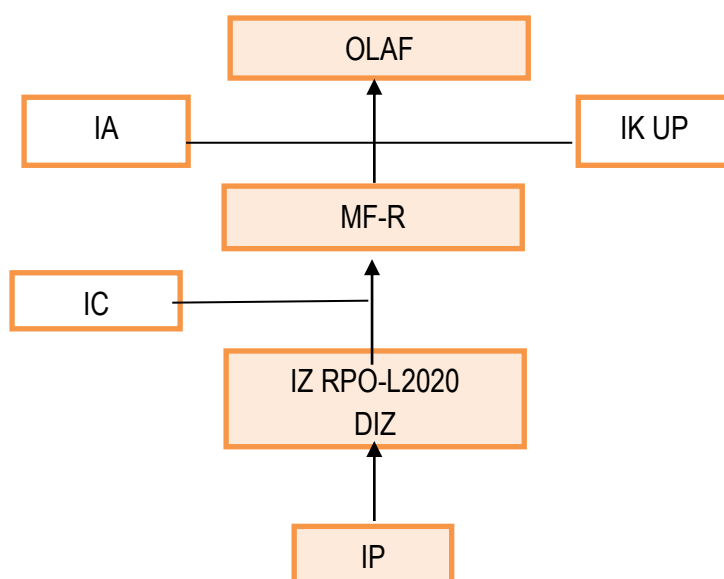 OLAF
IA
IK UP
MF-R
IC
IZ RPO-L2020
DIZ
IP